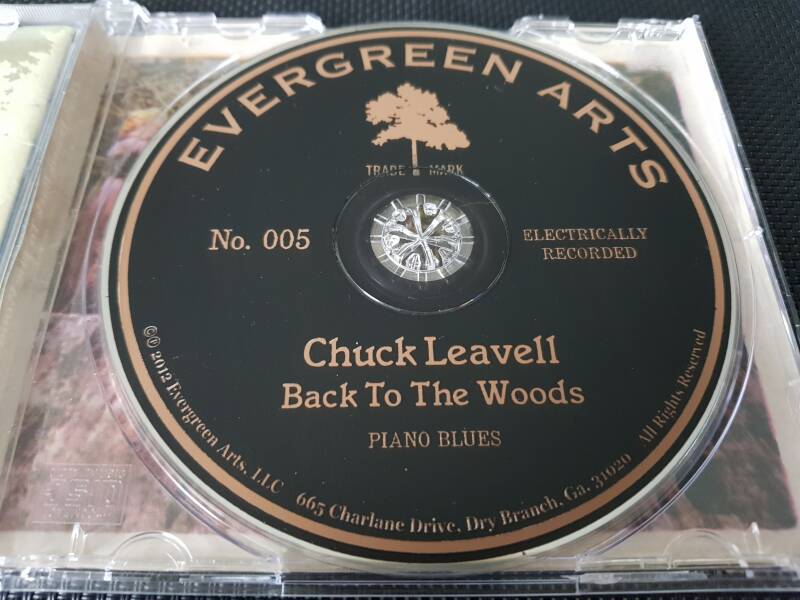 EVERGREEN ARTS
TRADE MARK
No. 005
ELECTRICALLY
RECORDED
Chuck Leavell
Back To The Woods
PIANO BLUES
©℗ 2012 Evergreen Arts, LLC 665 Charlane Drive, Dry Branch, Ga. 31020 All Rights Reserved